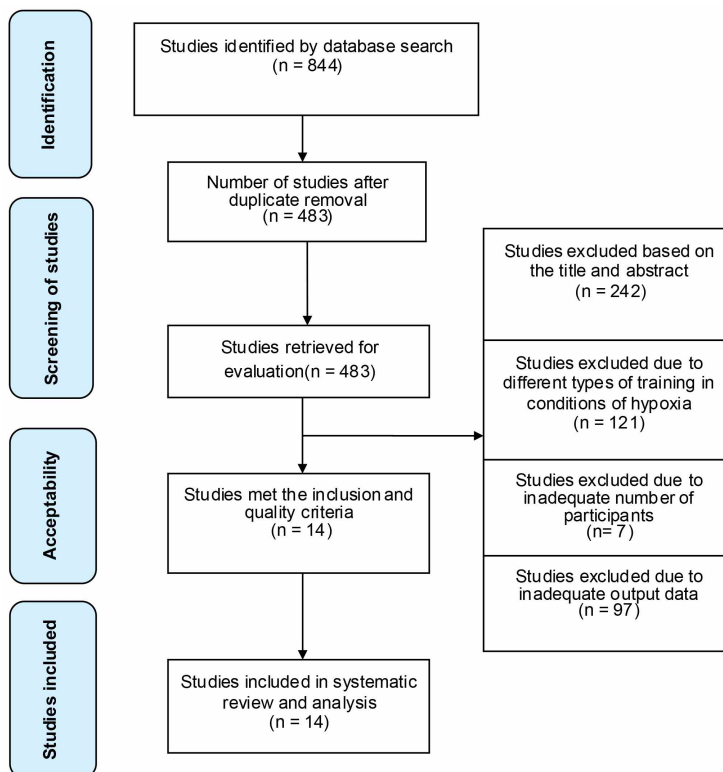 Identification
Studies identified by database search
(n = 844)
Number of studies after
duplicate removal
(n = 483)
Screening of studies
Studies retrieved for
evaluation(n = 483)
Studies excluded based on
the title and abstract
(n = 242)
Studies excluded due to
different types of training in
conditions of hypoxia
(n = 121)
Studies excluded due to
inadequate number of
participants
(n= 7)
Studies excluded due to
inadequate output data
(n = 97)
Acceptability
Studies met the inclusion and
quality criteria
(n = 14)
Studies included
Studies included in systematic
review and analysis
(n = 14)